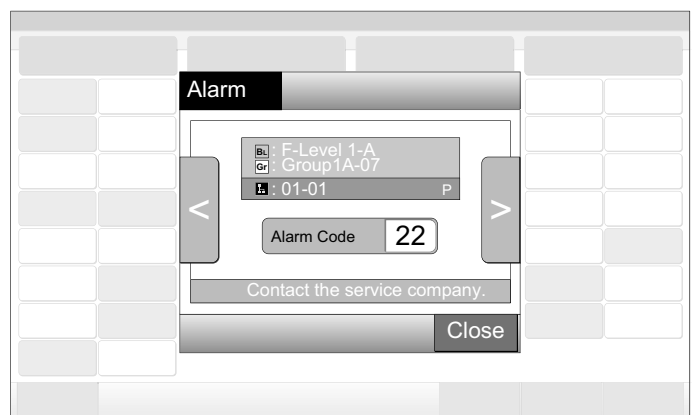 Alarm
BL : F-Level 1-A
Gr : Group1A-07
: 01-01 P
< >
Alarm Code 22
Contact the service company.
Close